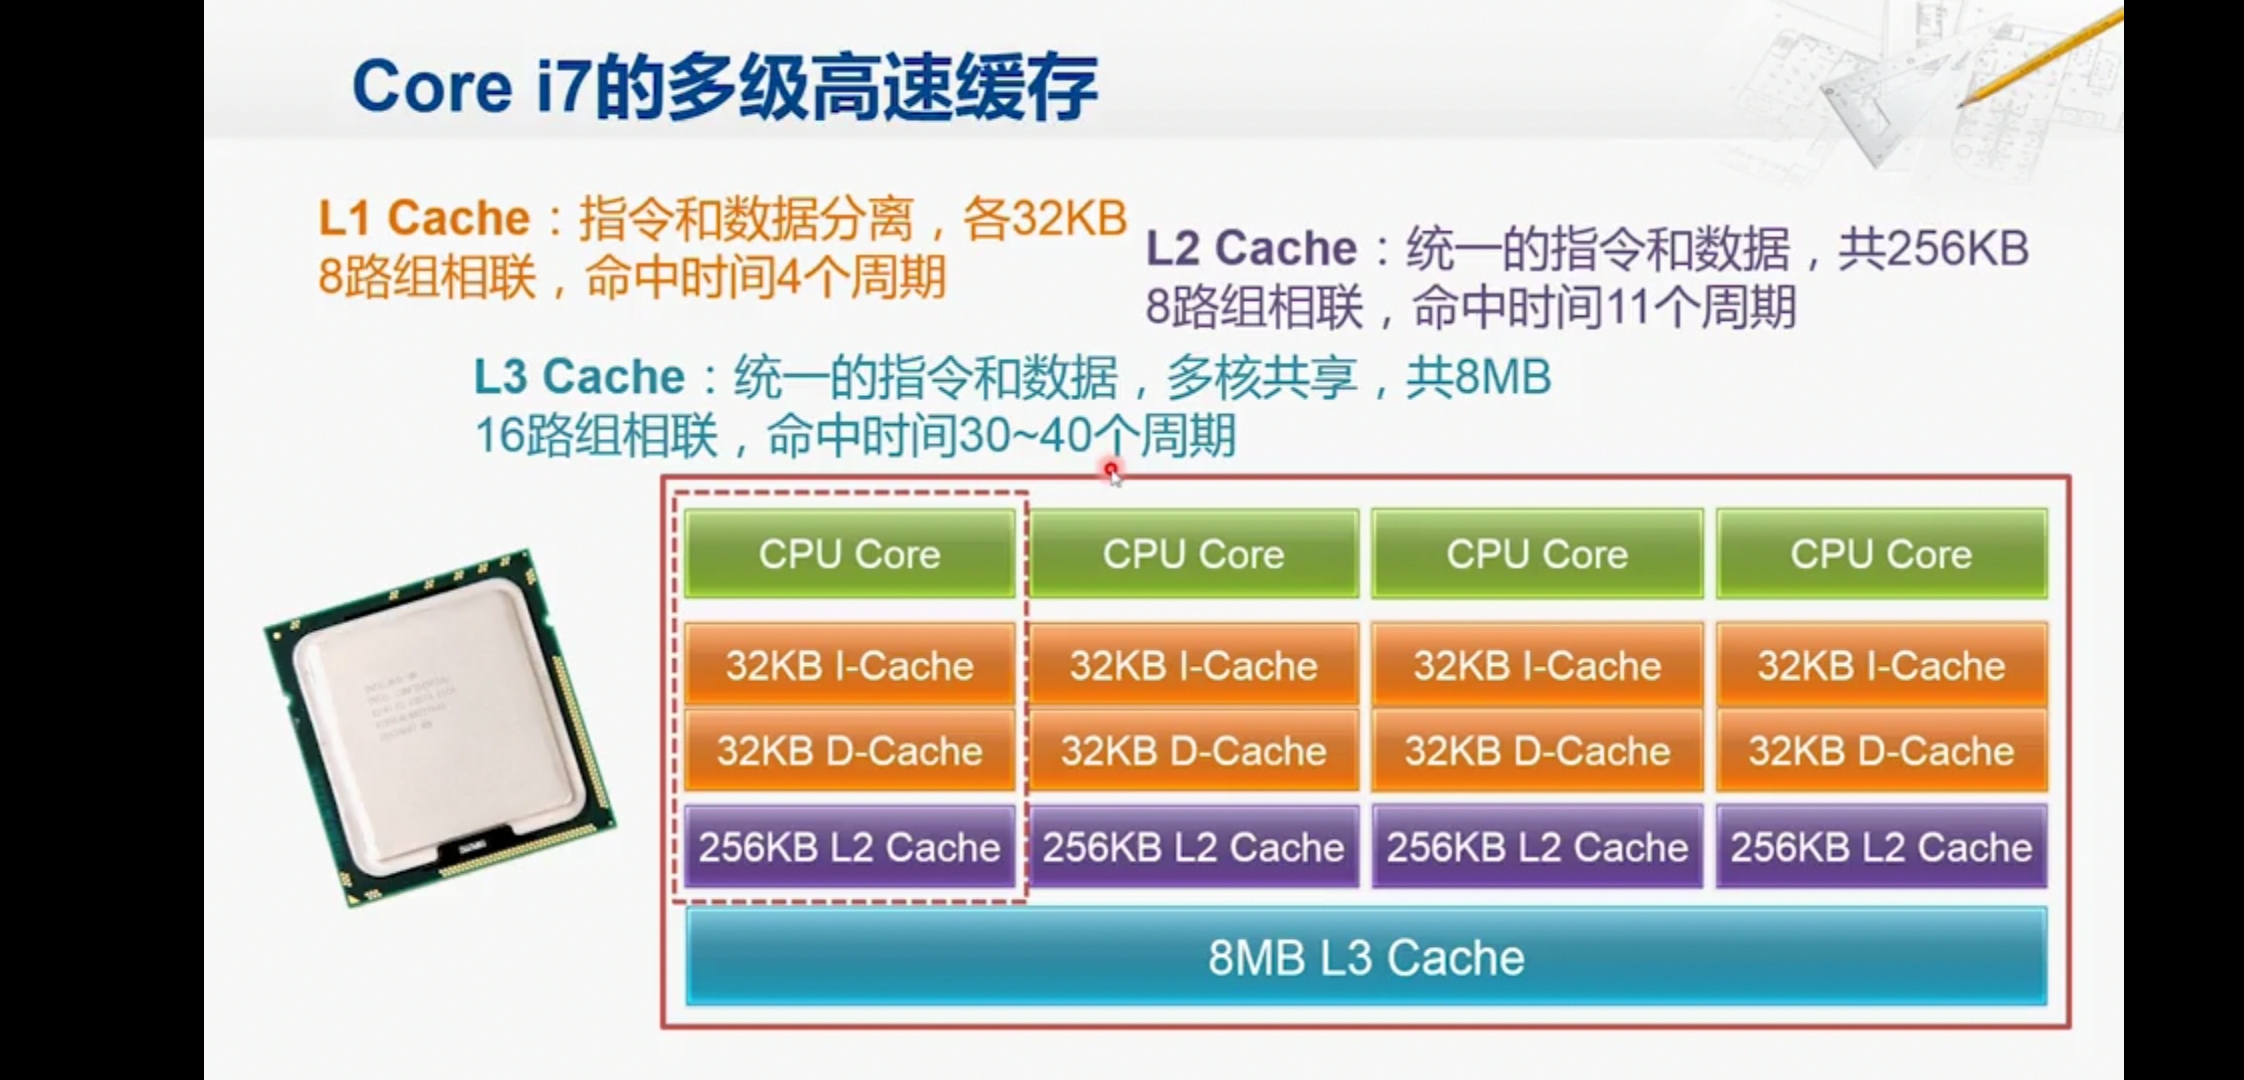 Core i7的多级高速缓存
L1 Cache：指令和数据分离，各32KB
8路组相联，命中时间4个周期
L2 Cache：统一的指令和数据，共256KB
8路组相联，命中时间11个周期
L3 Cache：统一的指令和数据，多核共享，共8MB
16路组相联，命中时间30~40个周期
CPU Core CPU Core CPU Core CPU Core
32KB I-Cache 32KB I-Cache 32KB I-Cache 32KB I-Cache
32KB D-Cache 32KB D-Cache 32KB D-Cache 32KB D-Cache
256KB L2 Cache 256KB L2 Cache 256KB L2 Cache 256KB L2 Cache
8MB L3 Cache